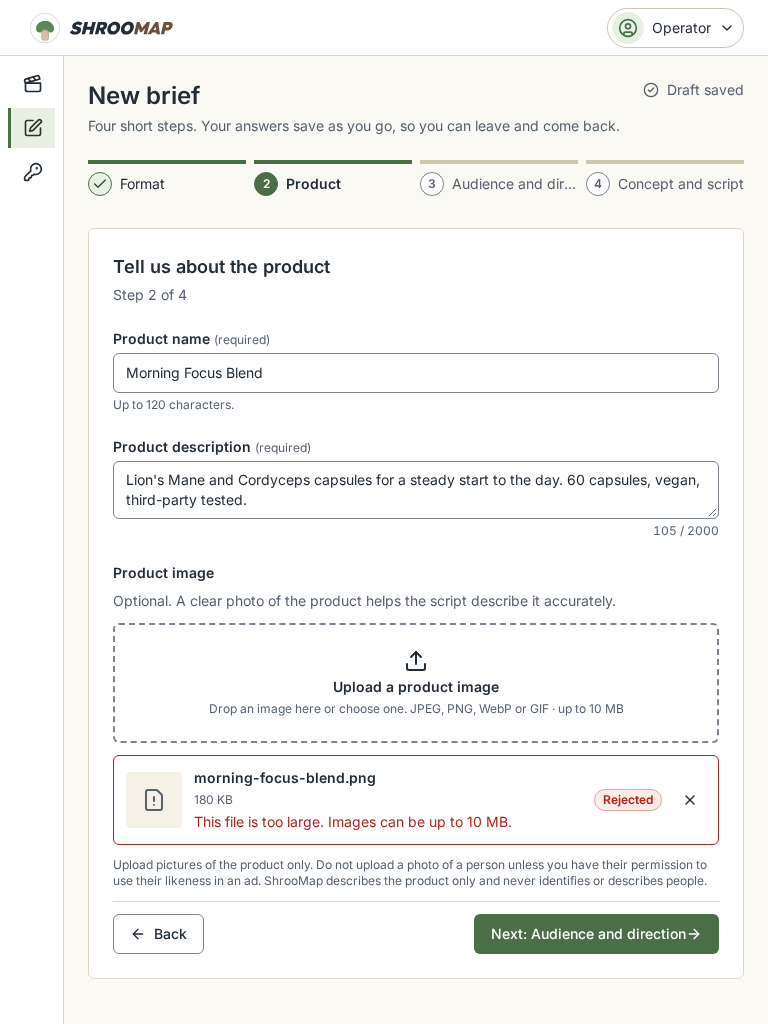 SHROOMAP
Operator
New brief
Draft saved
Four short steps. Your answers save as you go, so you can leave and come back.
Format
2 Product
3 Audience and dir...
4 Concept and script
Tell us about the product
Step 2 of 4
Product name (required)
Morning Focus Blend
Up to 120 characters.
Product description (required)
Lion's Mane and Cordyceps capsules for a steady start to the day. 60 capsules, vegan,
third-party tested.
105 / 2000
Product image
Optional. A clear photo of the product helps the script describe it accurately.
Upload a product image
Drop an image here or choose one. JPEG, PNG, WebP or GIF · up to 10 MB
morning-focus-blend.png
180 KB
Rejected
This file is too large. Images can be up to 10 MB.
Upload pictures of the product only. Do not upload a photo of a person unless you have their permission to
use their likeness in an ad. ShrooMap describes the product only and never identifies or describes people.
Back
Next: Audience and direction